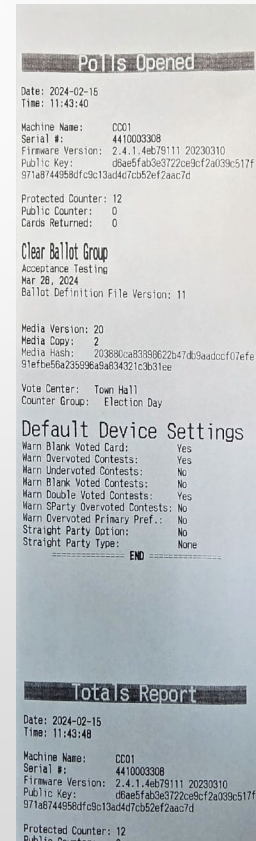 Polls Opened
Date: 2024-02-15
Time: 11:43:40
Machine Name: CC01
Serial #: 4410003308
Firmware Version: 2.4.1.4eb79111 20230310
Public Key: d6ae5fab3e3722ce9cf2a039c517f
971a8744958dfc9c13ad4d7cb52ef2aac7d
Protected Counter: 12
Public Counter: 0
Cards Returned: 0
Clear Ballot Group
Acceptance Testing
Mar 28, 2024
Ballot Definition File Version: 11
Media Version: 20
Media Copy: 2
Media Hash: 203880ca83898622b47db9aadccf07efe
91efbe56a235996a9a834321c3b31ee
Vote Center: Town Hall
Counter Group: Election Day
Default Device Settings
Warn Blank Voted Card: Yes
Warn Overvoted Contests: Yes
Warn Undervoted Contests: No
Warn Blank Voted Contests: No
Warn Double Voted Contests: Yes
Warn SParty Overvoted Contests: No
Warn Overvoted Primary Pref.: No
Straight Party Option: No
Straight Party Type: None
============== END ==============
Totals Report
Date: 2024-02-15
Time: 11:43:48
Machine Name: CC01
Serial #: 4410003308
Firmware Version: 2.4.1.4eb79111 20230310
Public Key: d6ae5fab3e3722ce9cf2a039c517f
971a8744958dfc9c13ad4d7cb52ef2aac7d
Protected Counter: 12